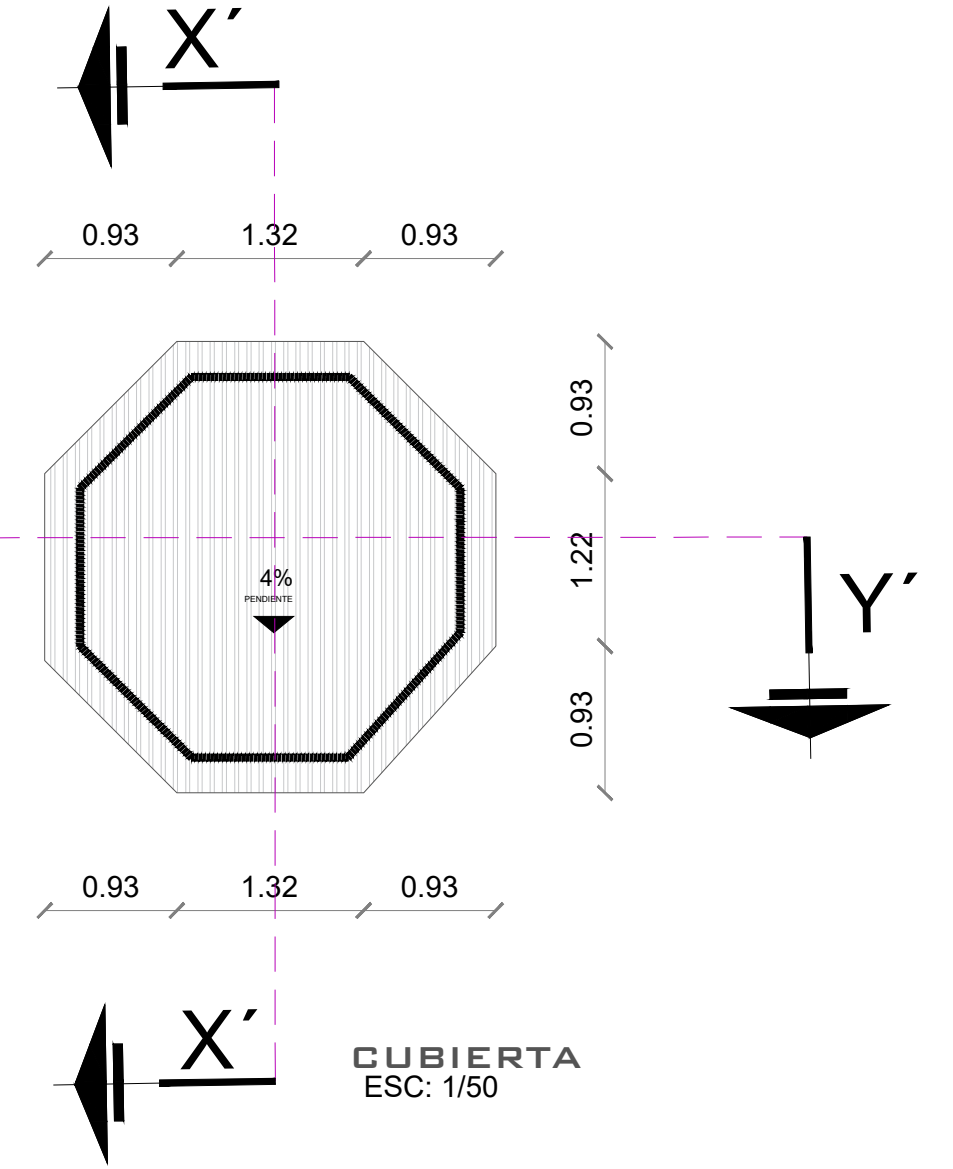 X´
0.93 1.32 0.93
0.93
1.22
0.93
4%
PENDIENTE
Y´
0.93 1.32 0.93
X´
CUBIERTA
ESC: 1/50